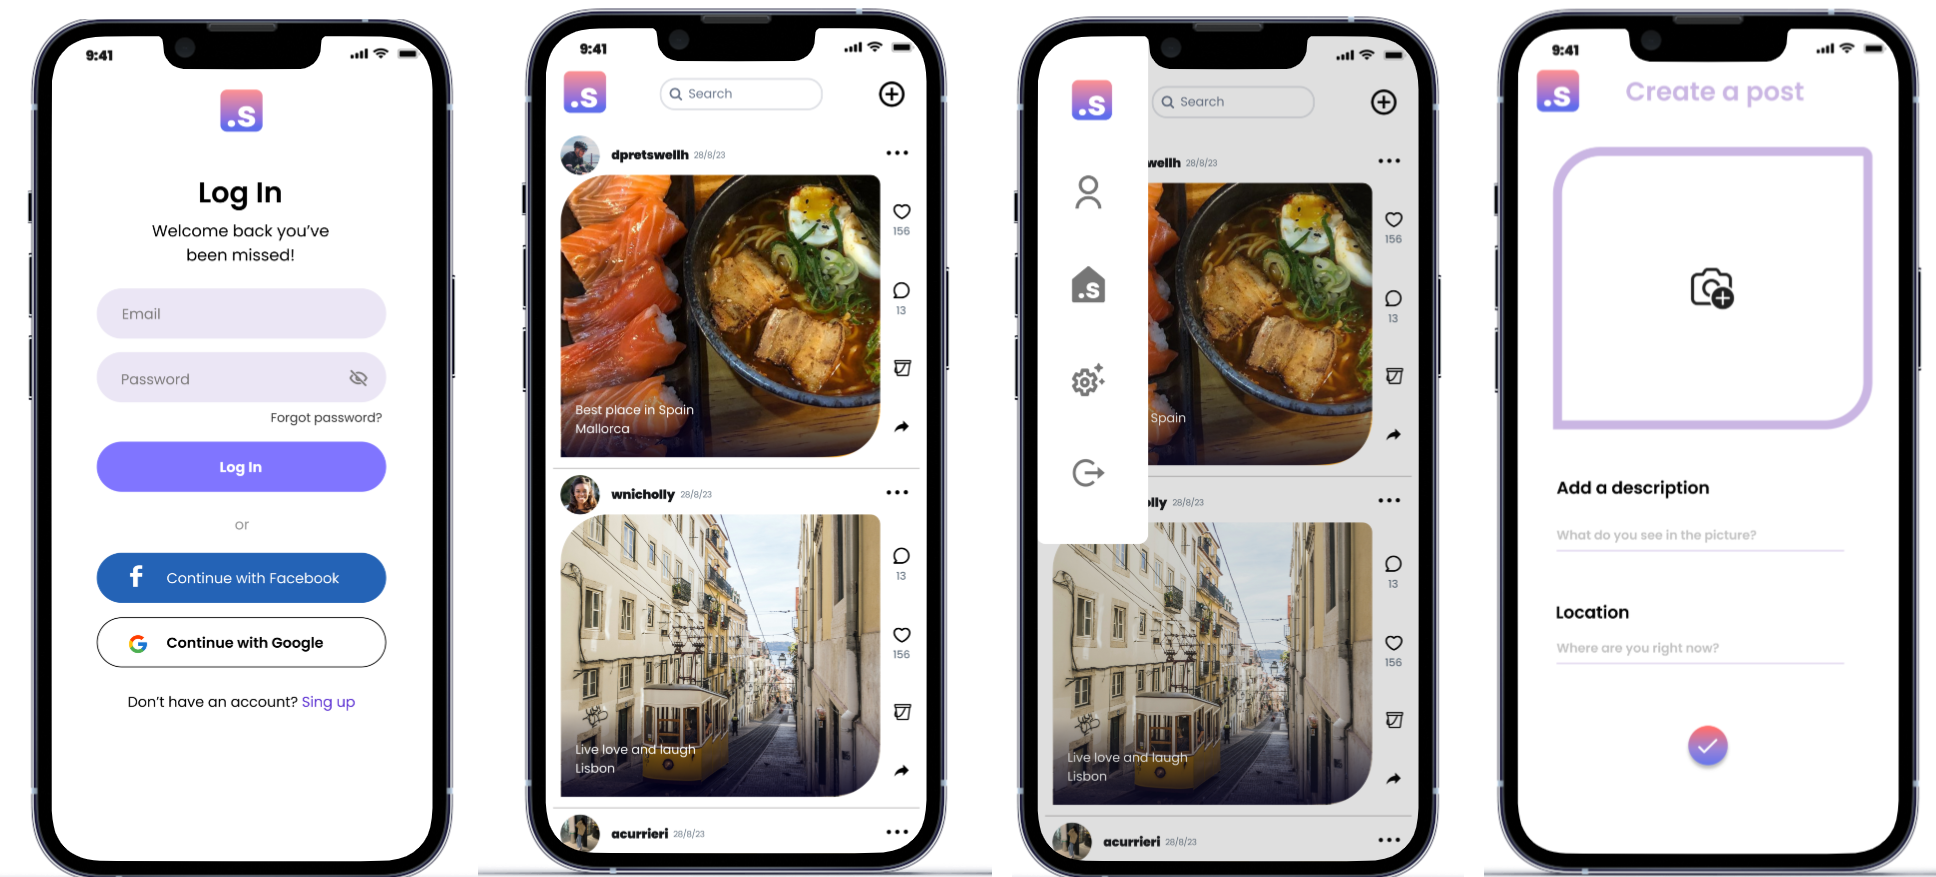 9:41
.s
Log In
Welcome back you've
been missed!
Email
Password
Forgot password?
Log In
or
f Continue with Facebook
G Continue with Google
Don't have an account? Sing up
9:41
.s
Search
dpretswellh 28/8/23
156
13
Best place in Spain
Mallorca
wnicholly 28/8/23
13
156
Live love and laugh
Lisbon
acurrieri 28/8/23
.s
Search
wellh 28/8/23
156
.s
13
Spain
olly 28/8/23
13
156
Live love and laugh
Lisbon
acurrieri 28/8/23
9:41
.s
Create a post
Add a description
What do you see in the picture?
Location
Where are you right now?